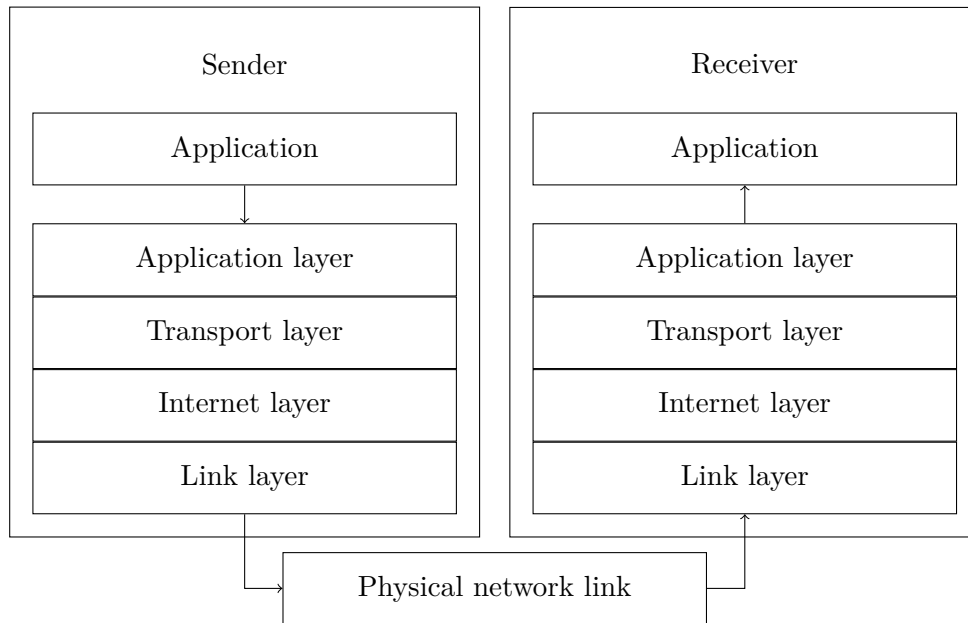 Sender
Application
Application layer
Transport layer
Internet layer
Link layer
Receiver
Application
Application layer
Transport layer
Internet layer
Link layer
Physical network link